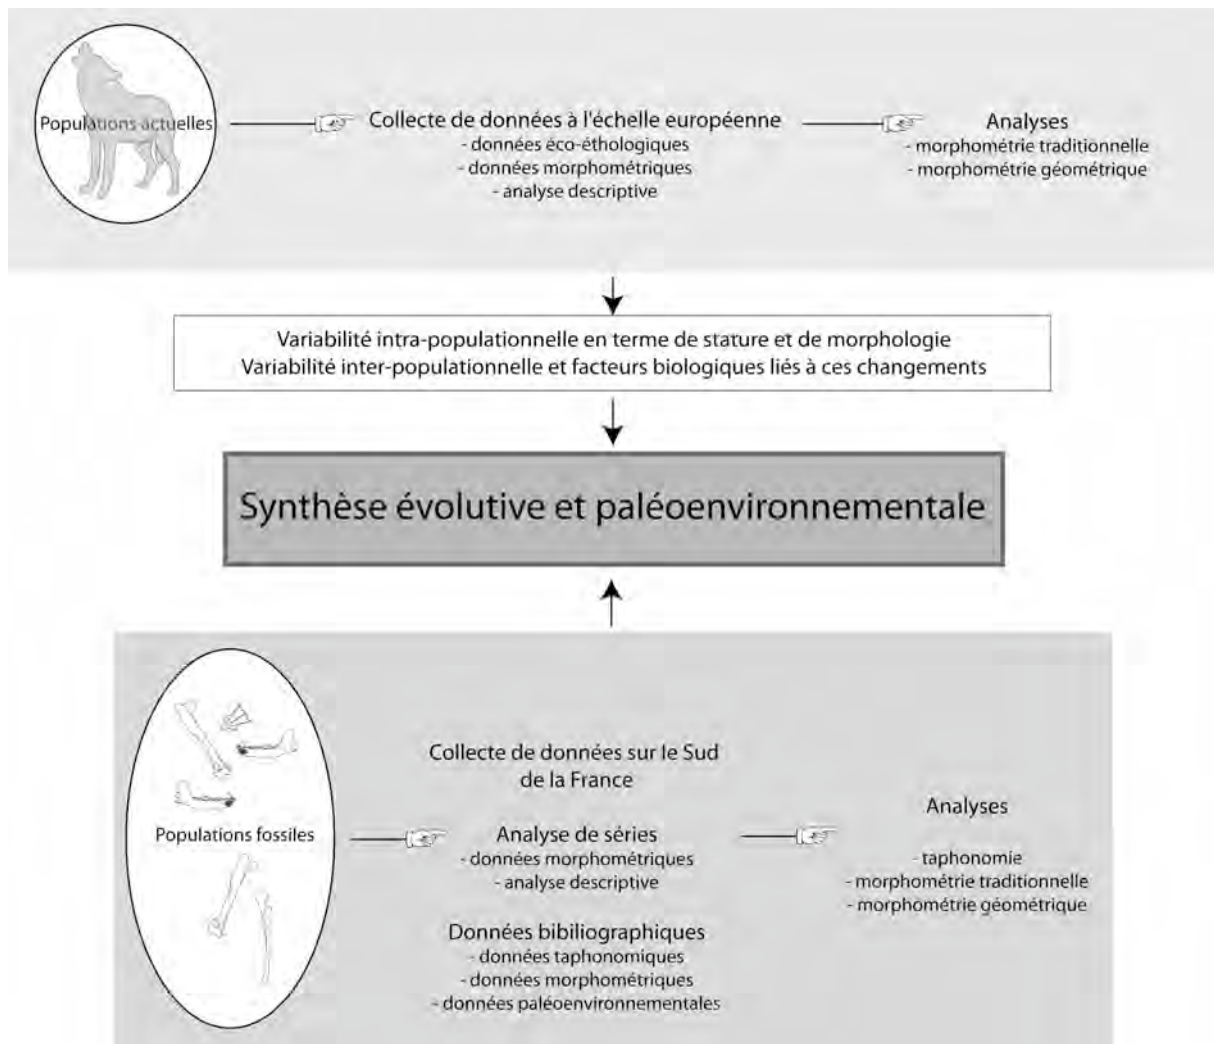 Populations actuelles
Collecte de données à l'échelle européenne
- données éco-éthologiques
- données morphométriques
- analyse descriptive
Analyses
- morphométrie traditionnelle
- morphométrie géométrique
Variabilité intra-populationnelle en terme de stature et de morphologie
Variabilité inter-populationnelle et facteurs biologiques liés à ces changements
Synthèse évolutive et paléoenvironnementale
Populations fossiles
Collecte de données sur le Sud
de la France
Analyse de séries
- données morphométriques
- analyse descriptive
Données bibiliographiques
- données taphonomiques
- données morphométriques
- données paléoenvironnementales
Analyses
- taphonomie
- morphométrie traditionnelle
- morphométrie géométrique